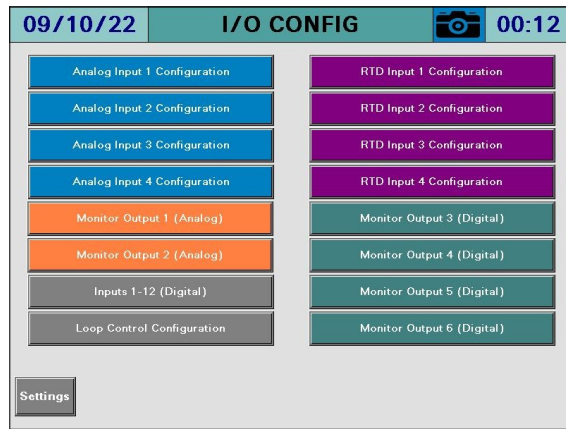 09/10/22 I/O CONFIG 00:12
Analog Input 1 Configuration
Analog Input 2 Configuration
Analog Input 3 Configuration
Analog Input 4 Configuration
Monitor Output 1 (Analog)
Monitor Output 2 (Analog)
Inputs 1-12 (Digital)
Loop Control Configuration
RTD Input 1 Configuration
RTD Input 2 Configuration
RTD Input 3 Configuration
RTD Input 4 Configuration
Monitor Output 3 (Digital)
Monitor Output 4 (Digital)
Monitor Output 5 (Digital)
Monitor Output 6 (Digital)
Settings